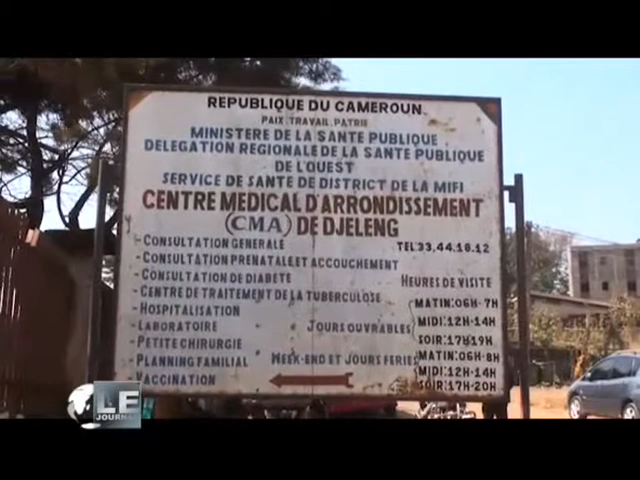 REPUBLIQUE DU CAMEROUN
PAIX.TRAVAIL.PATRIE
MINISTERE DE LA SANTE PUBLIQUE
DELEGATION REGIONALE DE LA SANTE PUBLIQUE
DE L'OUEST
SERVICE DE SANTE DE DISTRICT DE LA MIFI
CENTRE MEDICAL D'ARRONDISSEMENT
(CMA) DE DJELENG
TEL 33.44.18.12
-CONSULTATION GENERALE
-CONSULTATION PRENATALE ET ACCOUCHEMENT
-CONSULTATION DE DIABETE
-CENTRE DE TRAITEMENT DE LA TUBERCULOSE
-HOSPITALISATION
-LABORATOIRE
-PETITE CHIRURGIE
-PLANNING FAMILIAL
-VACCINATION
HEURES DE VISITE
JOURS OUVRABLES
MATIN:06H-7H
MIDI:12H-14H
SOIR:17H-19H
WEEK-END ET JOURS FERIES
MATIN:06H-8H
MIDI:12H-14H
SOIR:17H-20H
LE
JOURNAL